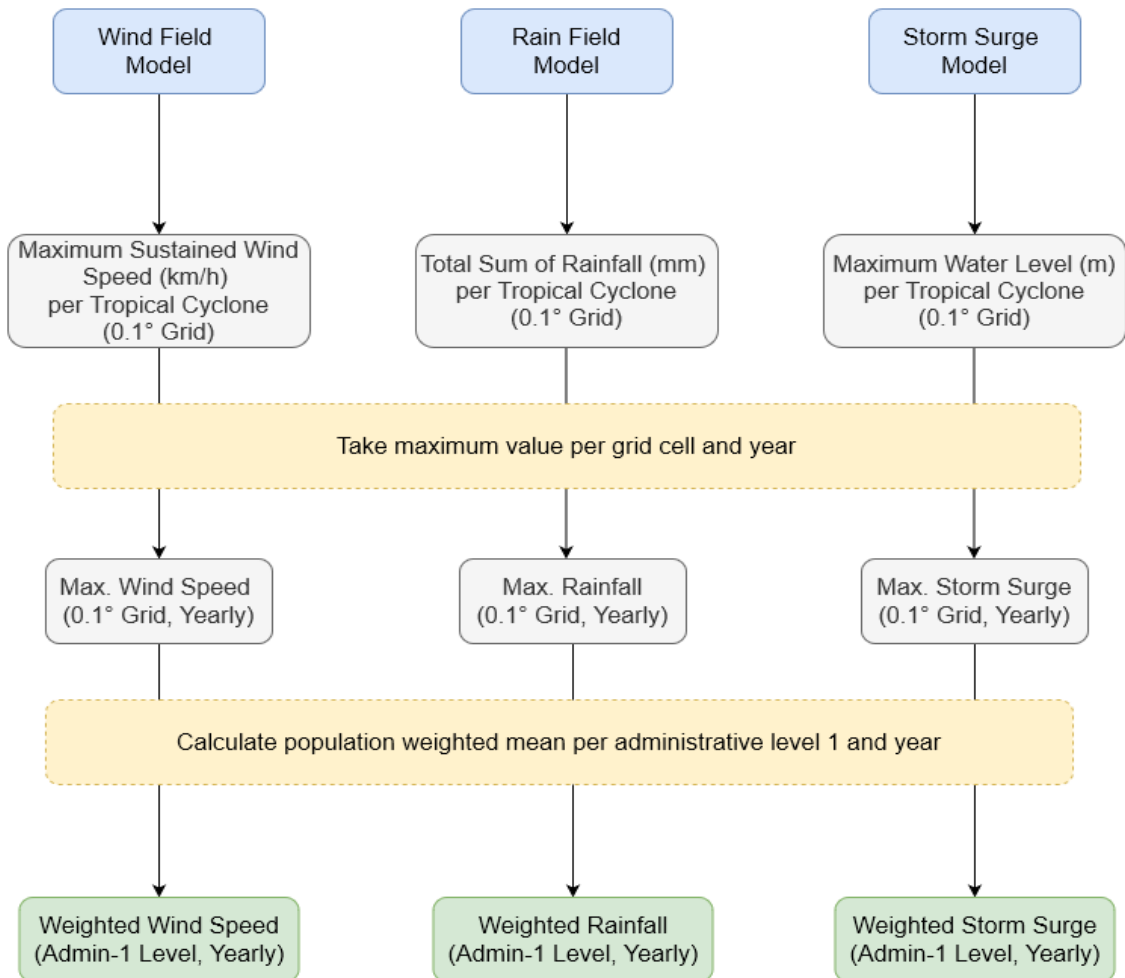 Wind Field
Model
Rain Field
Model
Storm Surge
Model
Maximum Sustained Wind
Speed (km/h)
per Tropical Cyclone
(0.1° Grid)
Total Sum of Rainfall (mm)
per Tropical Cyclone
(0.1° Grid)
Maximum Water Level (m)
per Tropical Cyclone
(0.1° Grid)
Take maximum value per grid cell and year
Max. Wind Speed
(0.1° Grid, Yearly)
Max. Rainfall
(0.1° Grid, Yearly)
Max. Storm Surge
(0.1° Grid, Yearly)
Calculate population weighted mean per administrative level 1 and year
Weighted Wind Speed
(Admin-1 Level, Yearly)
Weighted Rainfall
(Admin-1 Level, Yearly)
Weighted Storm Surge
(Admin-1 Level, Yearly)